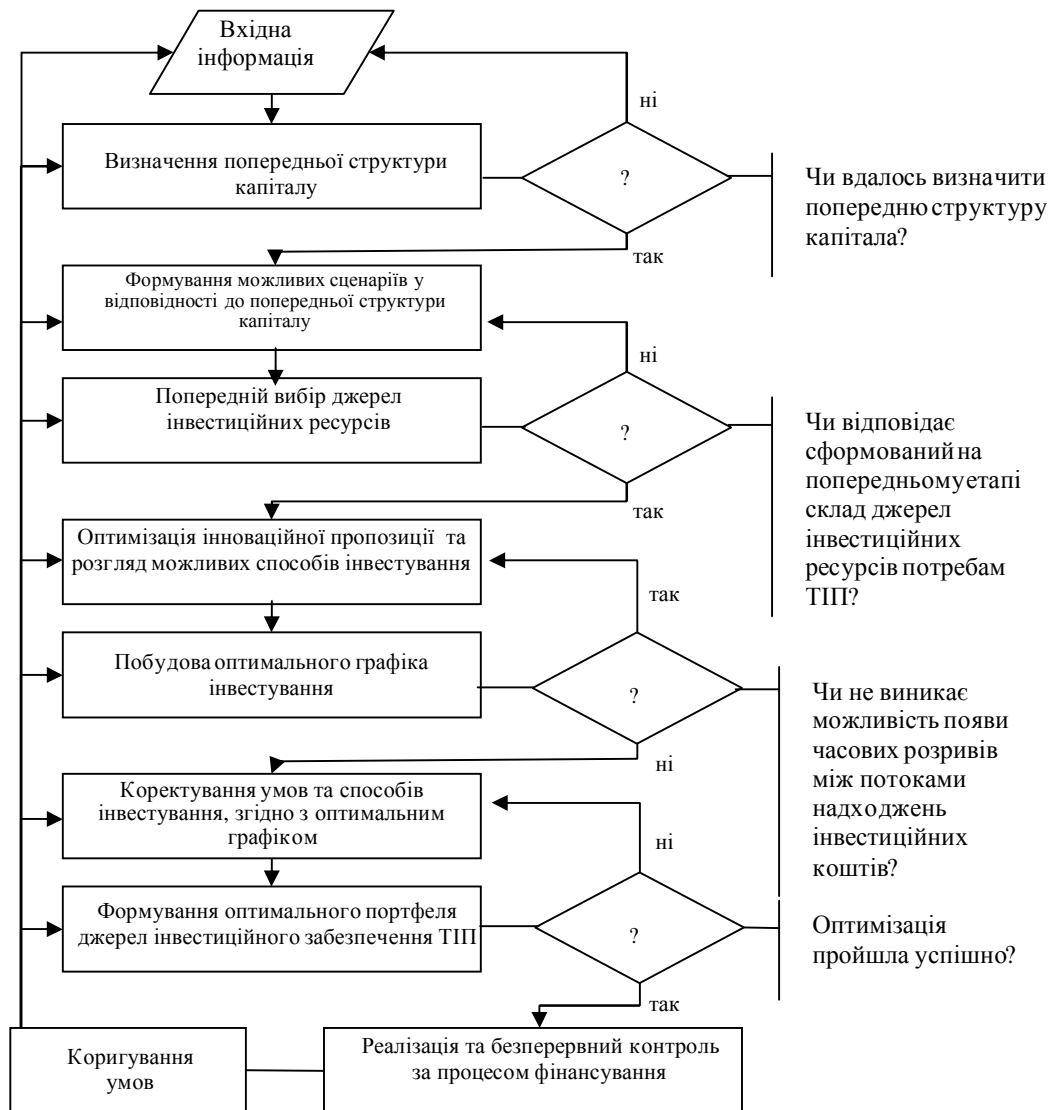 Вхідна
інформація
ні
Визначення попередньої структури
капіталу
?
Чи вдалось визначити
попередню структуру
капітала?
так
Формування можливих сценаріїв у
відповідності до попередньої структури
капіталу
ні
Попередній вибір джерел
інвестиційних ресурсів
?
Чи відповідає
сформований на
попередньому етапі
склад джерел
інвестиційних
ресурсів потребам
ТІП?
так
Оптимізація інноваційної пропозиції та
розгляд можливих способів інвестування
так
Побудова оптимального графіка
інвестування
?
Чи не виникає
можливість появи
часових розривів
між потоками
надходжень
інвестиційних
коштів?
ні
Коректування умов та способів
інвестування, згідно з оптимальним
графіком
ні
Формування оптимального портфеля
джерел інвестиційного забезпечення ТІП
?
Оптимізація
пройшла успішно?
так
Коригування
умов
Реалізація та безперервний контроль
за процесом фінансування